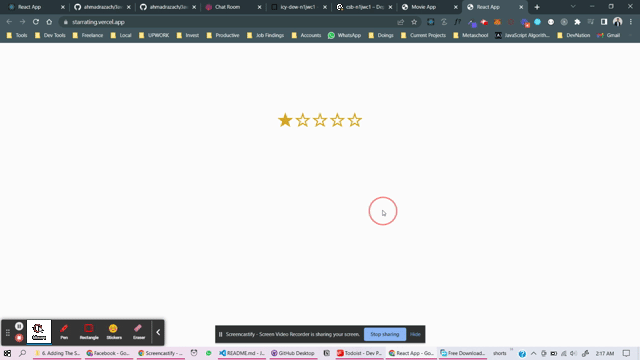 React App
ahmadrazach/3an
ahmadrazach/3an
Chat Room
icy-dew-n1jwc1
csb-n1jwc1 – De
Movie App
React App
starrating.vercel.app
Tools
Dev Tools
Freelance
Local
UPWORK
Invest
Productive
Job Findings
Accounts
WhatsApp
Doings
Current Projects
Metaschool
JavaScript Algorith...
DevNation
Gmail
Pen
Rectangle
Stickers
Eraser
Screencastify - Screen Video Recorder is sharing your screen.
Stop sharing
Hide
6. Adding The S...
Facebook - Go...
Screencastify - ...
README.md - J...
GitHub Desktop
Todoist - Dev P...
React App - Go...
Free Download...
shorts
2:17 AM